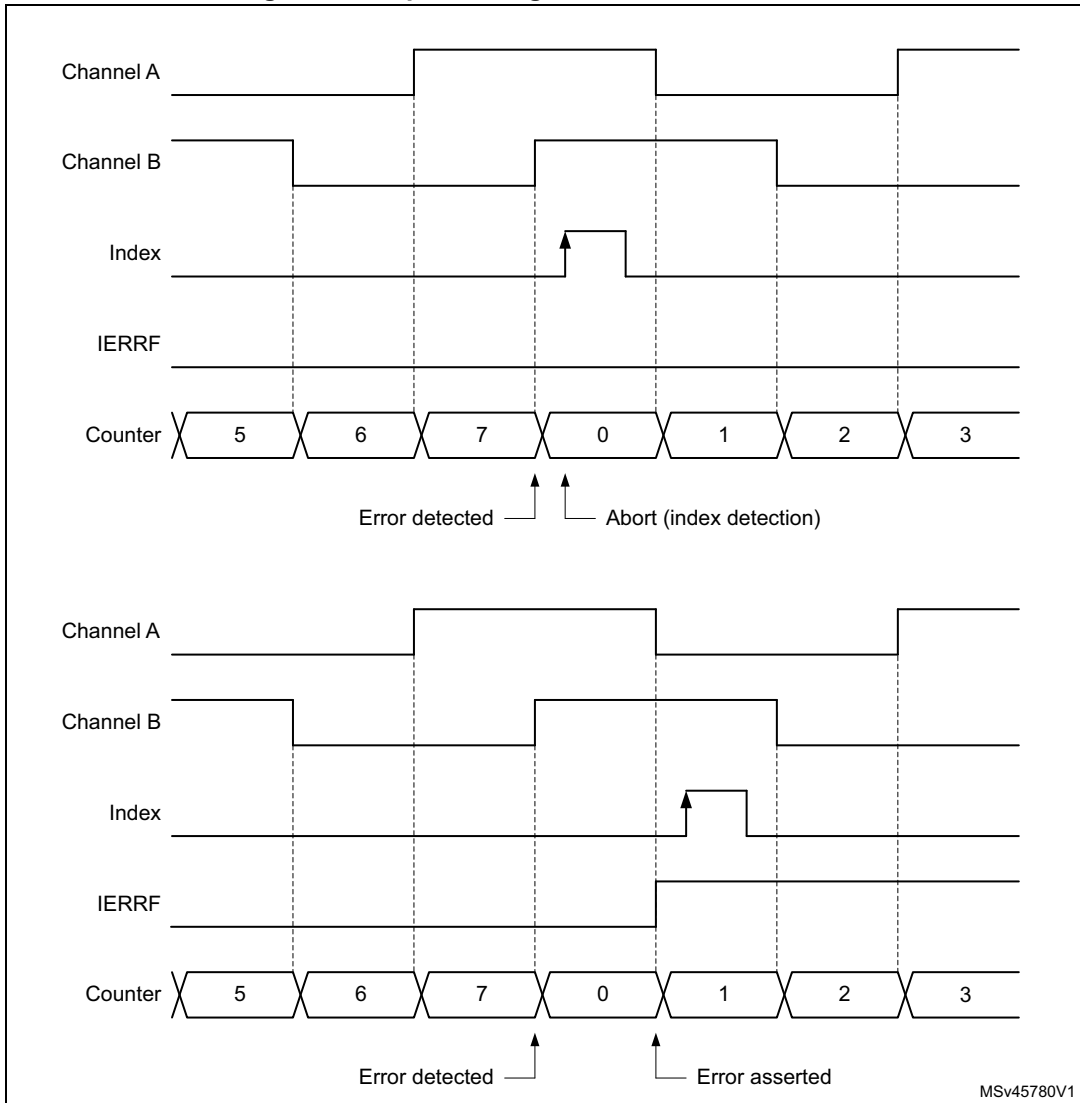 Channel A
Channel B
Index
IERRF
Counter 5 6 7 0 1 2 3
Error detected Abort (index detection)
Channel A
Channel B
Index
IERRF
Counter 5 6 7 0 1 2 3
Error detected Error asserted
MSv45780V1